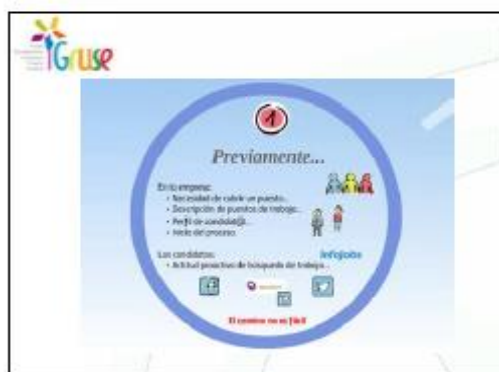 Gruse
1
Previamente...
En tu empresa:
• Necesidad de cubrir un puesto...
• Descripción de puestos de trabajo...
• Perfil de candidat@...
• Inicio del proceso.
Los candidatos:
• Actitud proactiva de búsqueda de trabajo...
InfoJobs
El camino no es fácil